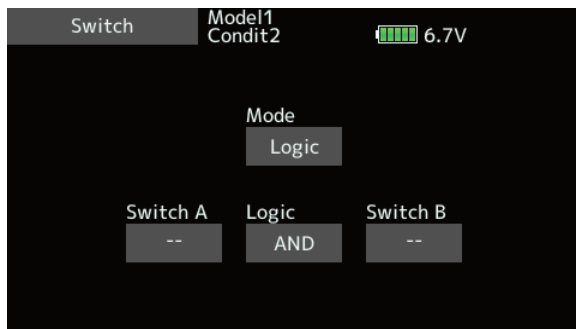 Switch
Model1
Condit2
6.7V
Mode
Logic
Switch A Logic Switch B
-- AND --